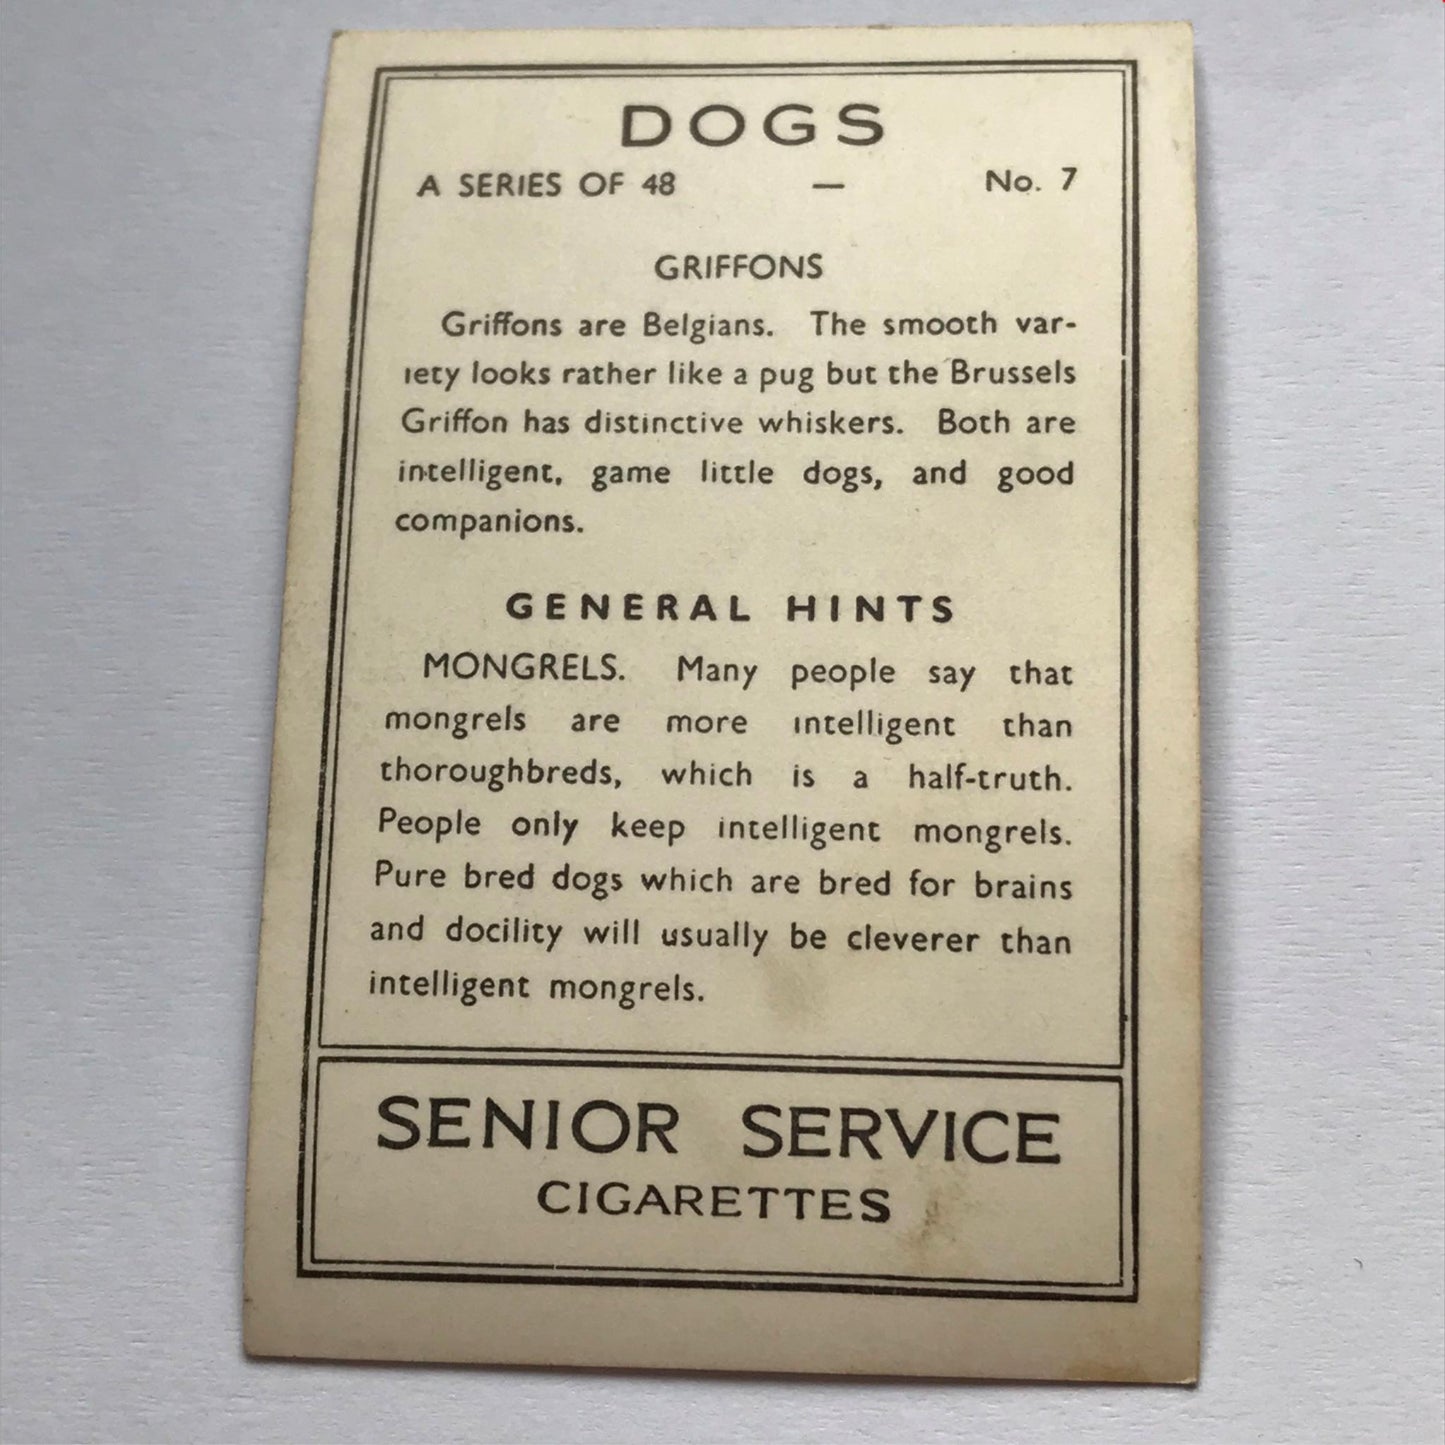 DOGS
A SERIES OF 48 — No. 7
GRIFFONS
Griffons are Belgians. The smooth var-
iety looks rather like a pug but the Brussels
Griffon has distinctive whiskers. Both are
intelligent, game little dogs, and good
companions.
GENERAL HINTS
MONGRELS. Many people say that
mongrels are more intelligent than
thoroughbreds, which is a half-truth.
People only keep intelligent mongrels.
Pure bred dogs which are bred for brains
and docility will usually be cleverer than
intelligent mongrels.
SENIOR SERVICE
CIGARETTES